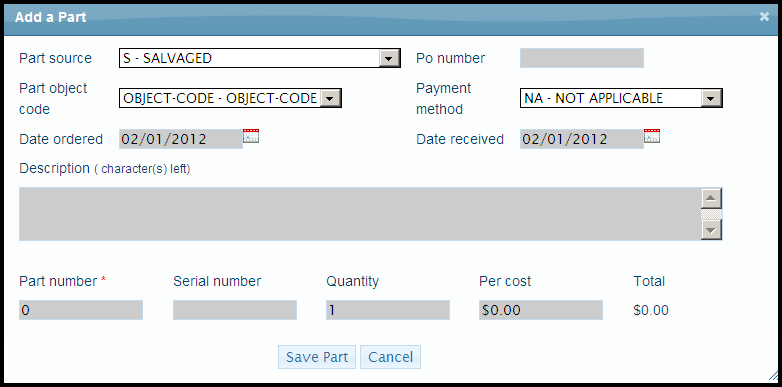 Add a Part
Part source S - SALVAGED Po number
Part object code OBJECT-CODE - OBJECT-CODE Payment method NA - NOT APPLICABLE
Date ordered 02/01/2012 Date received 02/01/2012
Description ( character(s) left)
Part number * Serial number Quantity Per cost Total
0 1 $0.00 $0.00
Save Part Cancel